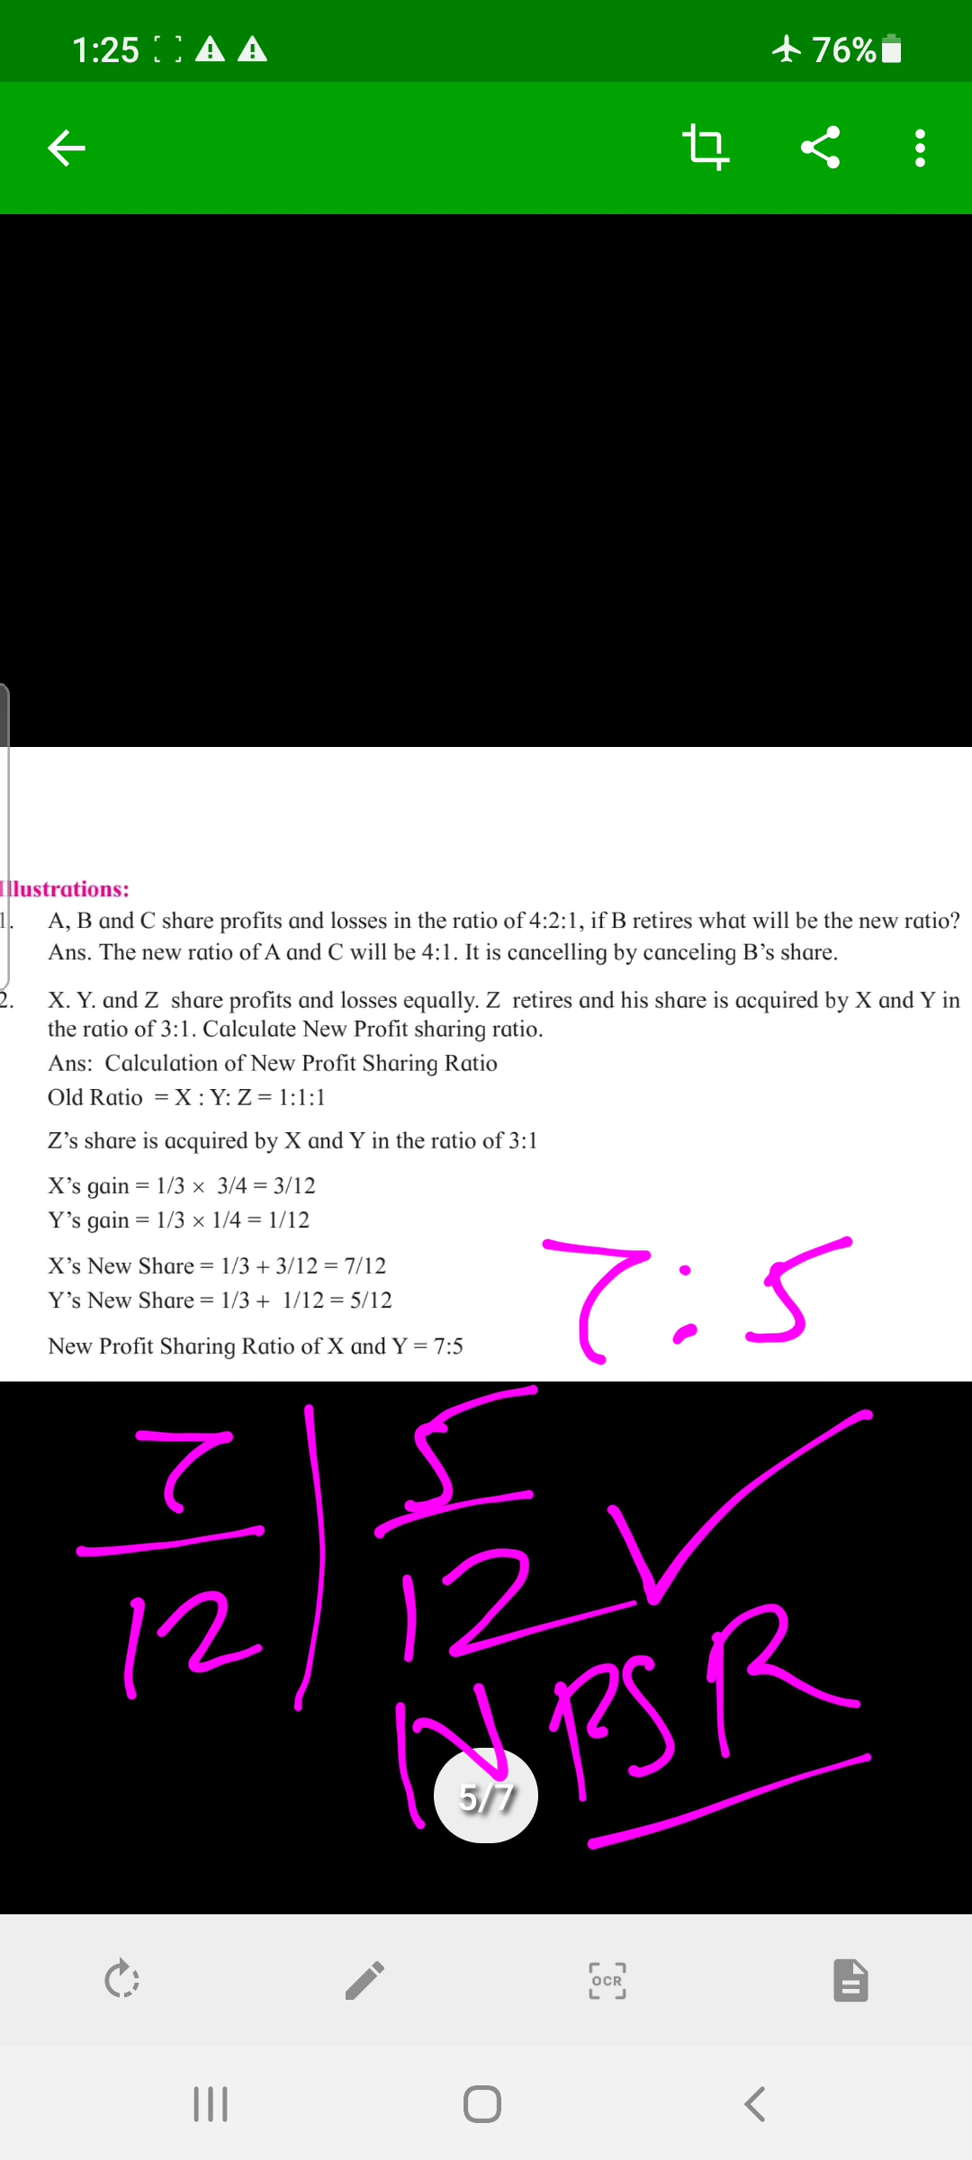 1:25
76%
Illustrations:
1. A, B and C share profits and losses in the ratio of 4:2:1, if B retires what will be the new ratio?
Ans. The new ratio of A and C will be 4:1. It is cancelling by canceling B’s share.
2. X. Y. and Z share profits and losses equally. Z retires and his share is acquired by X and Y in
the ratio of 3:1. Calculate New Profit sharing ratio.
Ans: Calculation of New Profit Sharing Ratio
Old Ratio = X : Y: Z = 1:1:1
Z’s share is acquired by X and Y in the ratio of 3:1
X’s gain = 1/3 × 3/4 = 3/12
Y’s gain = 1/3 × 1/4 = 1/12
X’s New Share = 1/3 + 3/12 = 7/12
Y’s New Share = 1/3 + 1/12 = 5/12
New Profit Sharing Ratio of X and Y = 7:5
7:5
7 5
12 12
NPSR
5/7
OCR